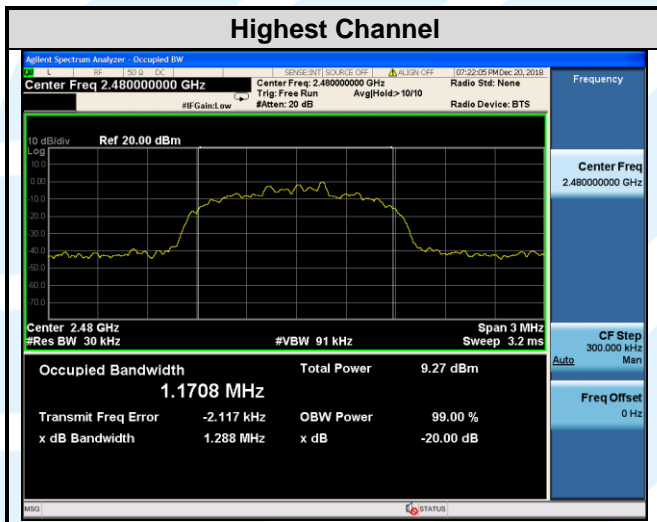 Highest Channel
Agilent Spectrum Analyzer - Occupied BW
L RF 50 Ω DC SENSE:INT SOURCE OFF ALIGN OFF 07:22:05 PM Dec 20, 2018
Center Freq 2.480000000 GHz
Center Freq: 2.480000000 GHz
Radio Std: None
Trig: Free Run Avg|Hold:> 10/10
#IFGain:Low #Atten: 20 dB Radio Device: BTS
10 dB/div Ref 20.00 dBm
Log
10.0
0.00
-10.0
-20.0
-30.0
-40.0
-50.0
-60.0
-70.0
Center 2.48 GHz Span 3 MHz
#Res BW 30 kHz #VBW 91 kHz Sweep 3.2 ms
Occupied Bandwidth Total Power 9.27 dBm
1.1708 MHz
Transmit Freq Error -2.117 kHz OBW Power 99.00 %
x dB Bandwidth 1.288 MHz x dB -20.00 dB
Frequency
Center Freq
2.480000000 GHz
CF Step
300.000 kHz
Auto Man
Freq Offset
0 Hz
MSG STATUS